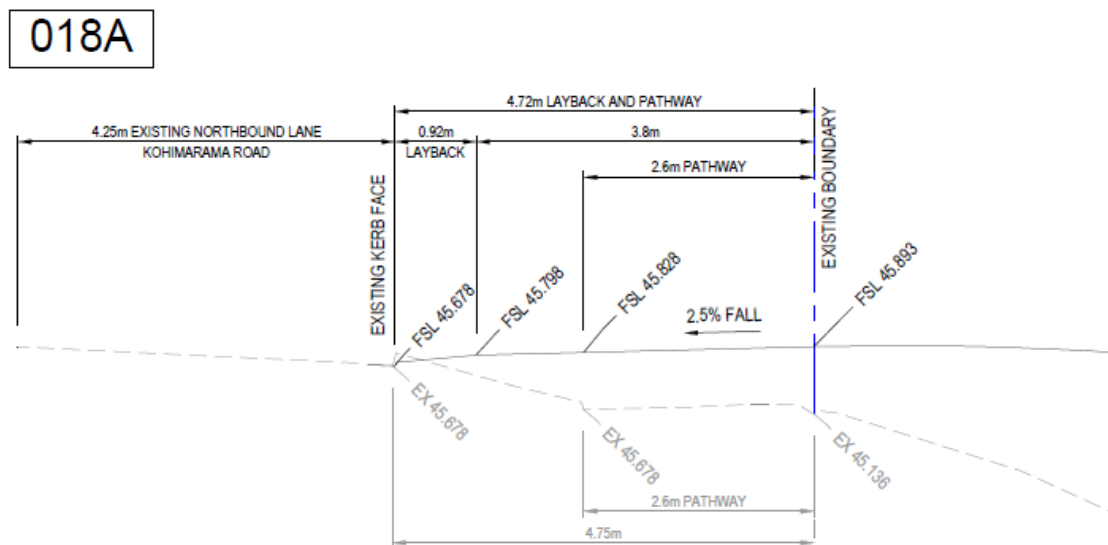 018A
4.72m LAYBACK AND PATHWAY
4.25m EXISTING NORTHBOUND LANE
KOHIMARAMA ROAD
0.92m
LAYBACK
3.8m
2.6m PATHWAY
EXISTING KERB FACE
EXISTING BOUNDARY
FSL 45.678
FSL 45.798
FSL 45.828
FSL 45.893
2.5% FALL
EX 45.678
EX 45.678
EX 45.136
2.6m PATHWAY
4.75m